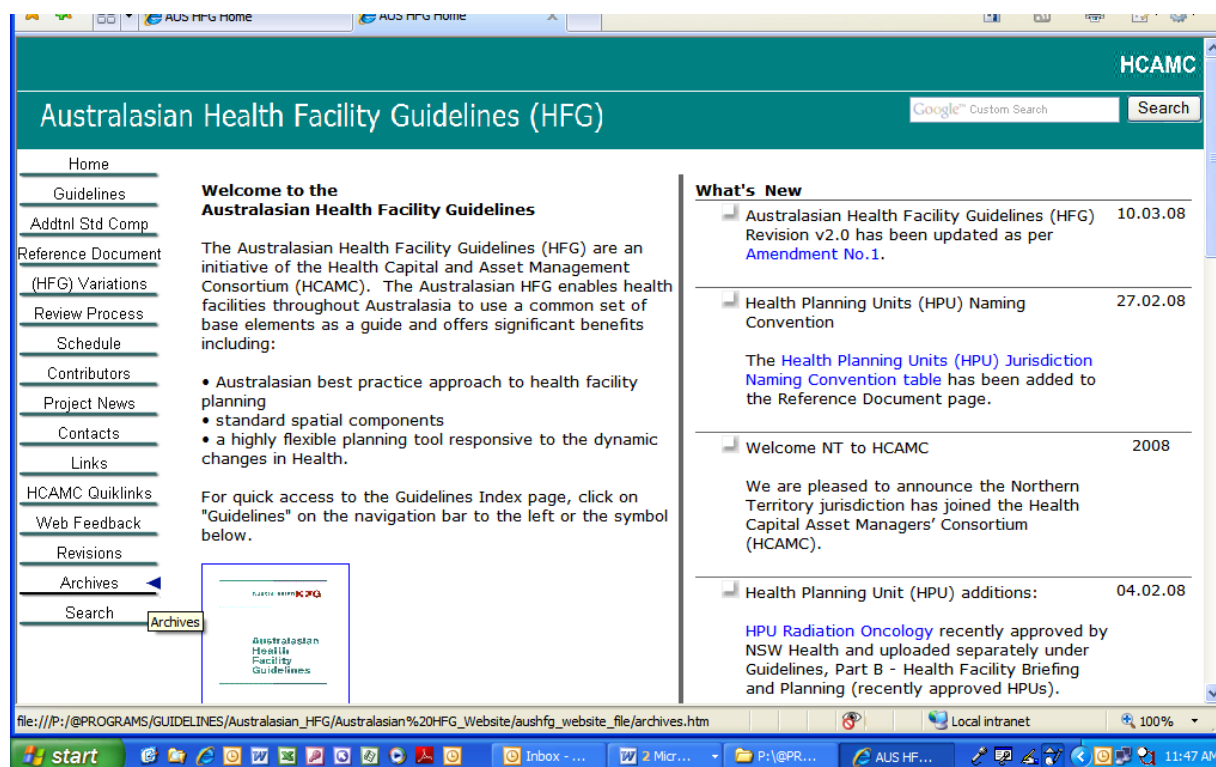 AUS HFG Home
AUS HFG Home
HCAMC
Australasian Health Facility Guidelines (HFG)
Google™ Custom Search
Search
Home
Guidelines
Addtnl Std Comp
Reference Document
(HFG) Variations
Review Process
Schedule
Contributors
Project News
Contacts
Links
HCAMC Quiklinks
Web Feedback
Revisions
Archives
Search
Archives
Welcome to the
Australasian Health Facility Guidelines
The Australasian Health Facility Guidelines (HFG) are an
initiative of the Health Capital and Asset Management
Consortium (HCAMC). The Australasian HFG enables health
facilities throughout Australasia to use a common set of
base elements as a guide and offers significant benefits
including:
• Australasian best practice approach to health facility
planning
• standard spatial components
• a highly flexible planning tool responsive to the dynamic
changes in Health.
For quick access to the Guidelines Index page, click on
"Guidelines" on the navigation bar to the left or the symbol
below.
Australasian
Health
Facility
Guidelines
What's New
Australasian Health Facility Guidelines (HFG) 10.03.08
Revision v2.0 has been updated as per
Amendment No.1.
Health Planning Units (HPU) Naming 27.02.08
Convention
The Health Planning Units (HPU) Jurisdiction
Naming Convention table has been added to
the Reference Document page.
Welcome NT to HCAMC 2008
We are pleased to announce the Northern
Territory jurisdiction has joined the Health
Capital Asset Managers' Consortium
(HCAMC).
Health Planning Unit (HPU) additions: 04.02.08
HPU Radiation Oncology recently approved by
NSW Health and uploaded separately under
Guidelines, Part B - Health Facility Briefing
and Planning (recently approved HPUs).
file:///P:/@PROGRAMS/GUIDELINES/Australasian_HFG/Australasian%20HFG_Website/aushfg_website_file/archives.htm
Local intranet
100%
start
Inbox - ...
2 Micr...
P:\@PR...
AUS HF...
11:47 AM